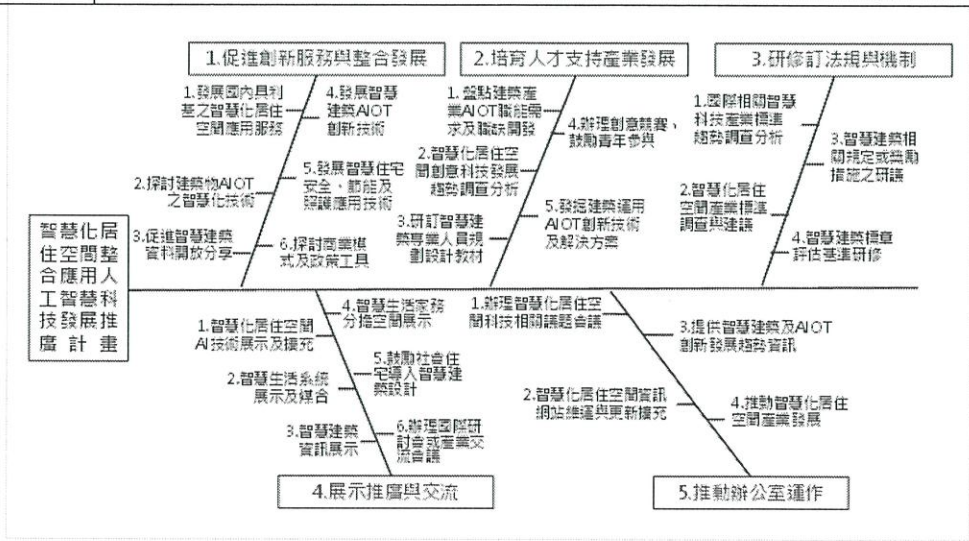 1.促進創新服務與整合發展
2.培育人才支持產業發展
3.研修訂法規與機制
1.發展國內具利
基之智慧化居住
空間應用服務
4.發展智慧
建築AIOT
創新技術
2.探討建築物AIOT
之智慧化技術
5.發展智慧住宅
安全、節能及
照護應用技術
3.促進智慧建築
資料開放分享
6.探討商業模
式及政策工具
1.盤點建築產
業AIOT職能需
求及職缺開發
4.辦理創意競賽、
鼓勵青年參與
2.智慧化居住空
間創意科技發展
趨勢調查分析
3.研訂智慧建
築專業人員規
劃設計教材
5.發掘建築運用
AIOT創新技術
及解決方案
1.國際相關智慧
科技產業標準
趨勢調查分析
3.智慧建築相
關規定或獎勵
措施之研議
2.智慧化居住
空間產業標準
調查與建議
4.智慧建築標章
評估基準研修
智慧化居
住空間整
合應用人
工智慧科
技發展推
廣計畫
1.智慧化居住空間
AI技術展示及擴充
4.智慧生活家務
分擔空間展示
2.智慧生活系統
展示及媒合
5.鼓勵社會住
宅導入智慧建
築設計
3.智慧建築
資訊展示
6.辦理國際研
討會或產業交
流會議
1.辦理智慧化居住空
間科技相關議題會議
3.提供智慧建築及AIOT
創新發展趨勢資訊
2.智慧化居住空間資訊
網站維運與更新擴充
4.推動智慧化居住
空間產業發展
4.展示推廣與交流
5.推動辦公室運作